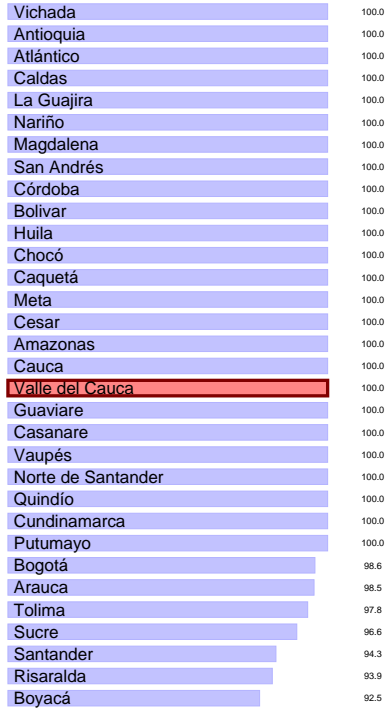 Vichada 100.0
Antioquia 100.0
Atlántico 100.0
Caldas 100.0
La Guajira 100.0
Nariño 100.0
Magdalena 100.0
San Andrés 100.0
Córdoba 100.0
Bolivar 100.0
Huila 100.0
Chocó 100.0
Caquetá 100.0
Meta 100.0
Cesar 100.0
Amazonas 100.0
Cauca 100.0
Valle del Cauca 100.0
Guaviare 100.0
Casanare 100.0
Vaupés 100.0
Norte de Santander 100.0
Quindío 100.0
Cundinamarca 100.0
Putumayo 100.0
Bogotá 98.6
Arauca 98.5
Tolima 97.8
Sucre 96.6
Santander 94.3
Risaralda 93.9
Boyacá 92.5